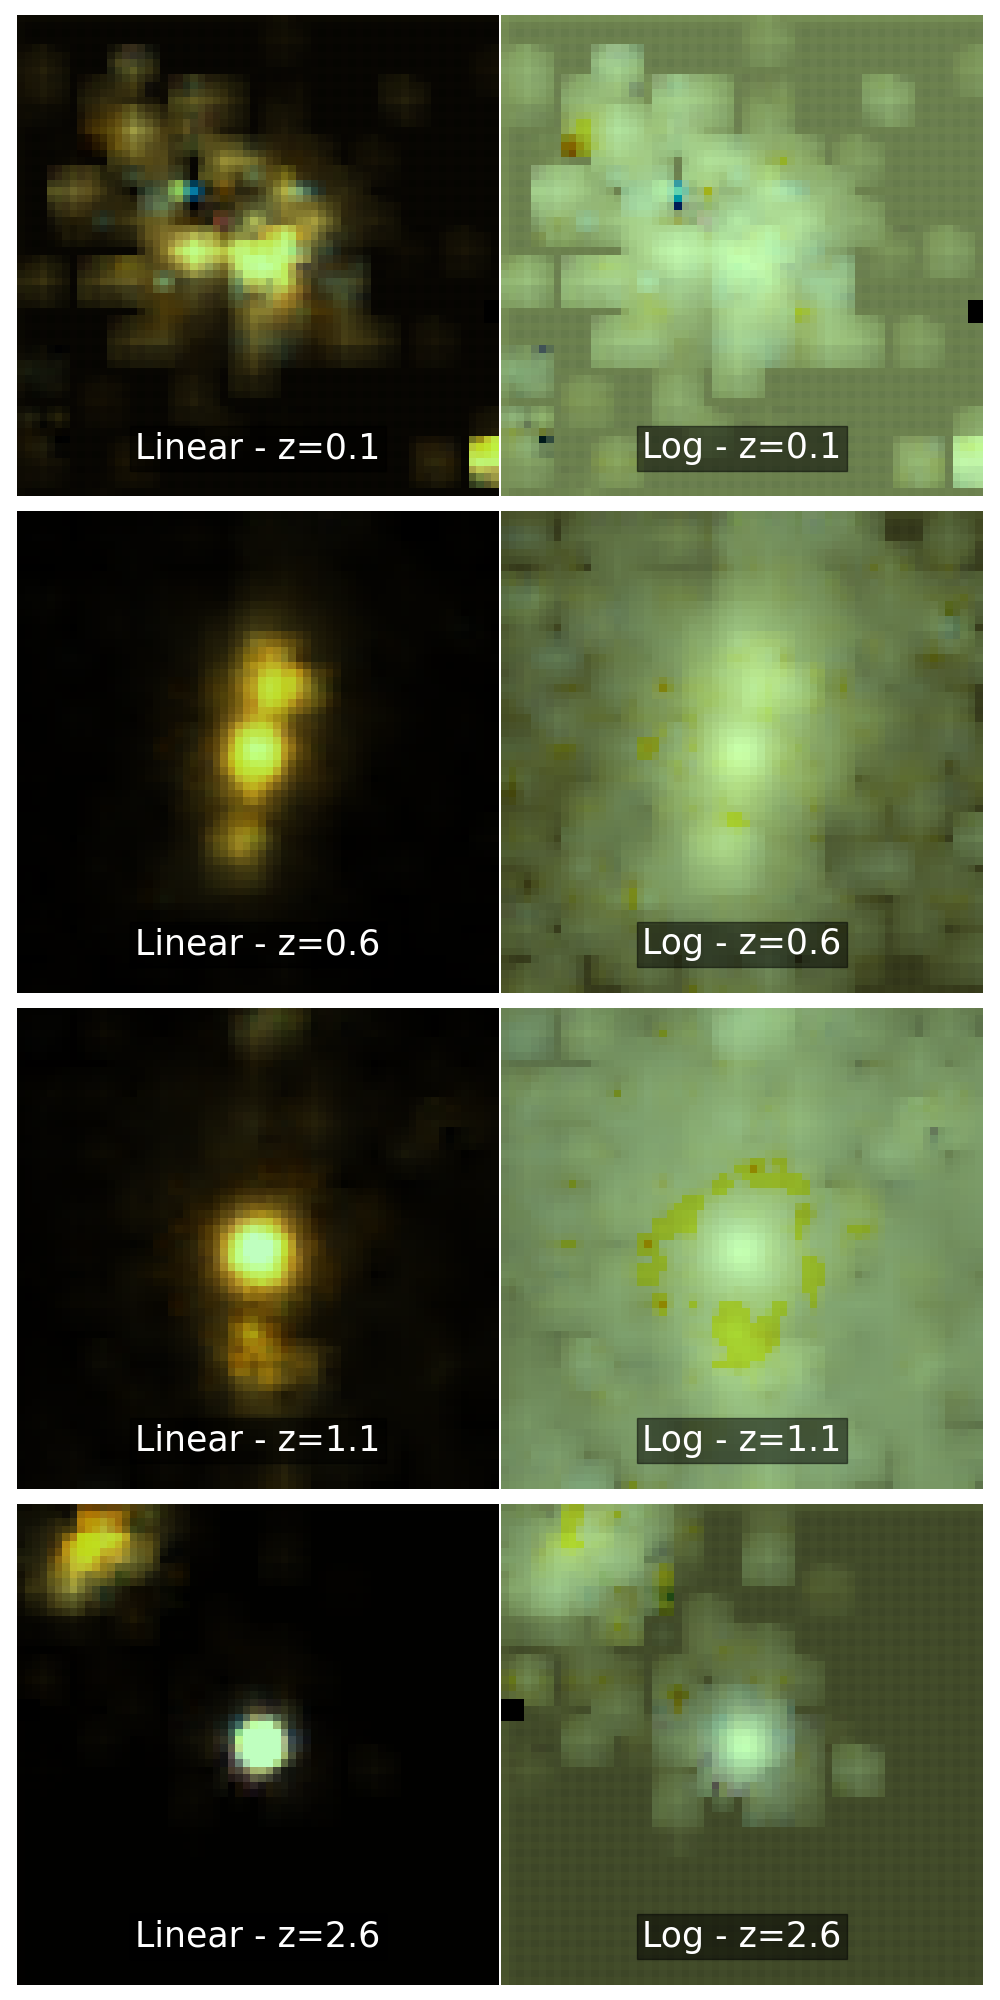 Linear - z=0.1
Log - z=0.1
Linear - z=0.6
Log - z=0.6
Linear - z=1.1
Log - z=1.1
Linear - z=2.6
Log - z=2.6